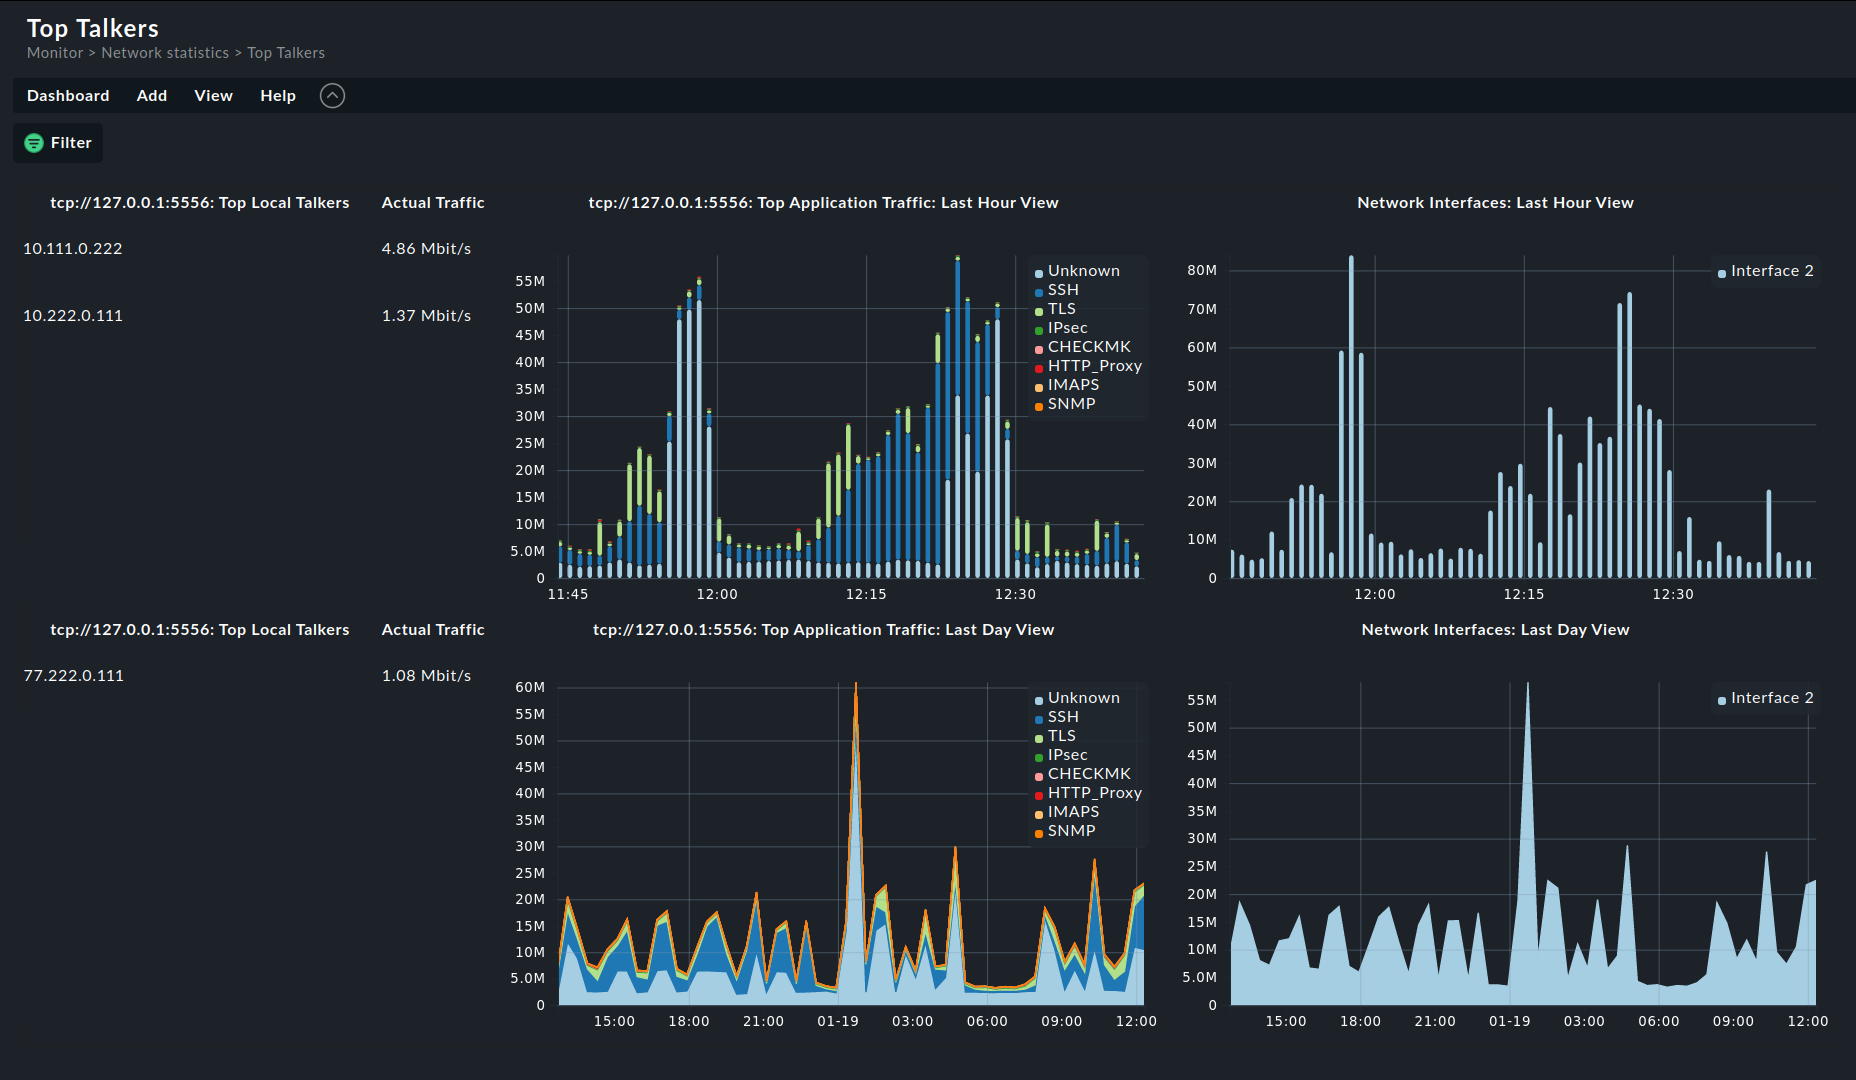 Top Talkers
Monitor > Network statistics > Top Talkers
Dashboard Add View Help
Filter
tcp://127.0.0.1:5556: Top Local Talkers Actual Traffic
10.111.0.222 4.86 Mbit/s
10.222.0.111 1.37 Mbit/s
tcp://127.0.0.1:5556: Top Application Traffic: Last Hour View
55M
50M
45M
40M
35M
30M
25M
20M
15M
10M
5.0M
0
11:45 12:00 12:15 12:30
Unknown
SSH
TLS
IPsec
CHECKMK
HTTP_Proxy
IMAPS
SNMP
Network Interfaces: Last Hour View
80M
70M
60M
50M
40M
30M
20M
10M
0
12:00 12:15 12:30
Interface 2
tcp://127.0.0.1:5556: Top Local Talkers Actual Traffic
77.222.0.111 1.08 Mbit/s
tcp://127.0.0.1:5556: Top Application Traffic: Last Day View
60M
55M
50M
45M
40M
35M
30M
25M
20M
15M
10M
5.0M
0
15:00 18:00 21:00 01-19 03:00 06:00 09:00 12:00
Unknown
SSH
TLS
IPsec
CHECKMK
HTTP_Proxy
IMAPS
SNMP
Network Interfaces: Last Day View
55M
50M
45M
40M
35M
30M
25M
20M
15M
10M
5.0M
0
15:00 18:00 21:00 01-19 03:00 06:00 09:00 12:00
Interface 2